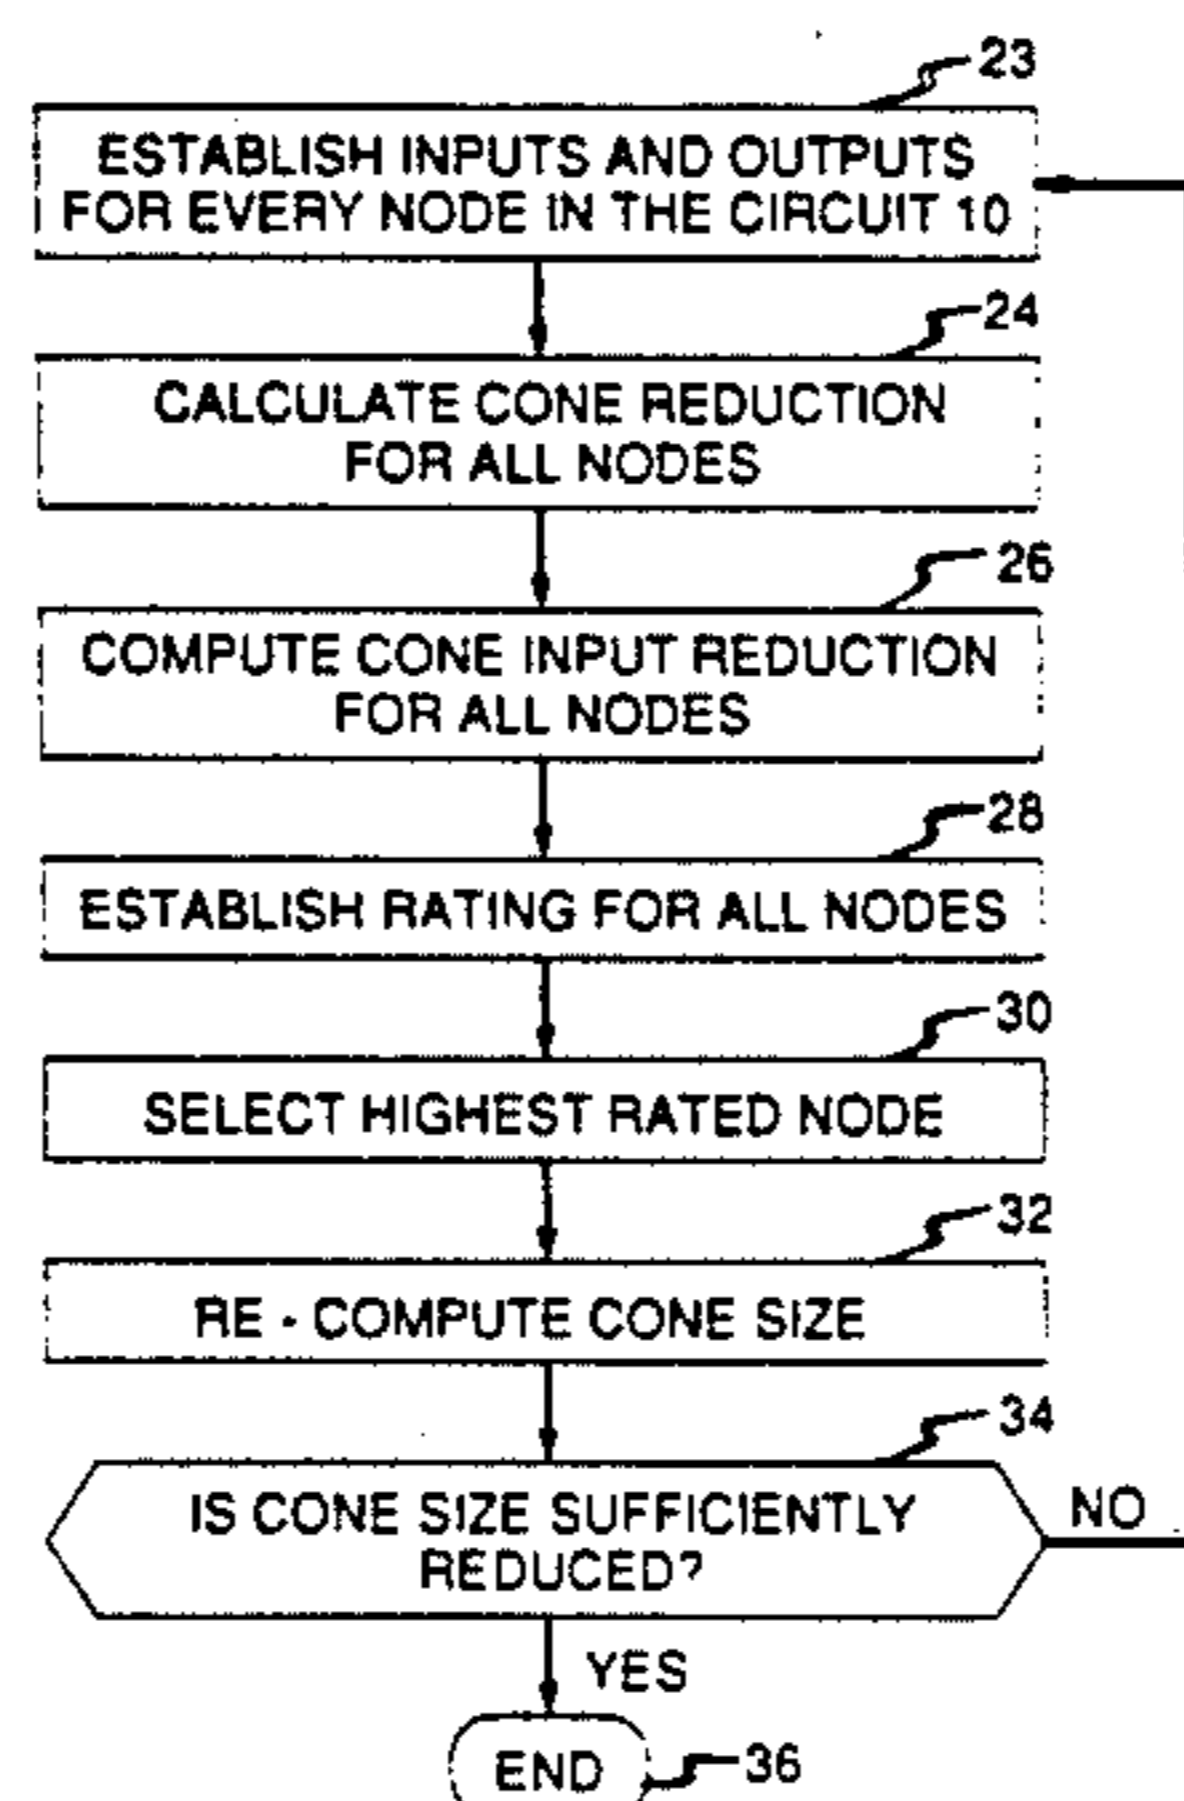 23
ESTABLISH INPUTS AND OUTPUTS
FOR EVERY NODE IN THE CIRCUIT 10
24
CALCULATE CONE REDUCTION
FOR ALL NODES
26
COMPUTE CONE INPUT REDUCTION
FOR ALL NODES
28
ESTABLISH RATING FOR ALL NODES
30
SELECT HIGHEST RATED NODE
32
RE - COMPUTE CONE SIZE
34
IS CONE SIZE SUFFICIENTLY
REDUCED?
NO
YES
END
36